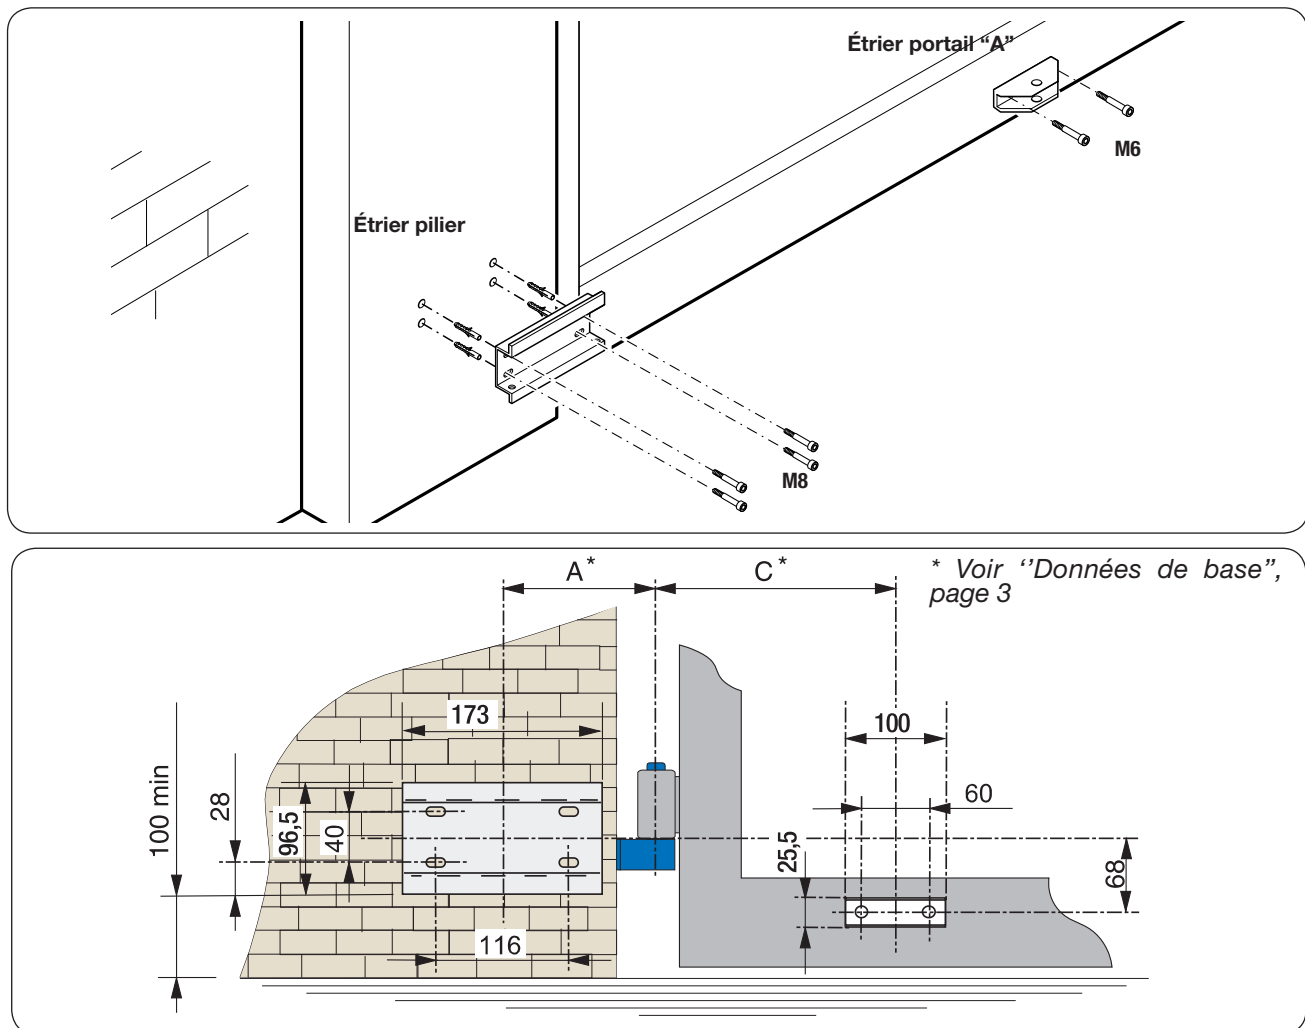 Étrier portail “A”
M6
Étrier pilier
M8
A*
C*
* Voir ‘’Données de base”,
page 3
173
100
60
100 min
28
96,5
40
25,5
68
116